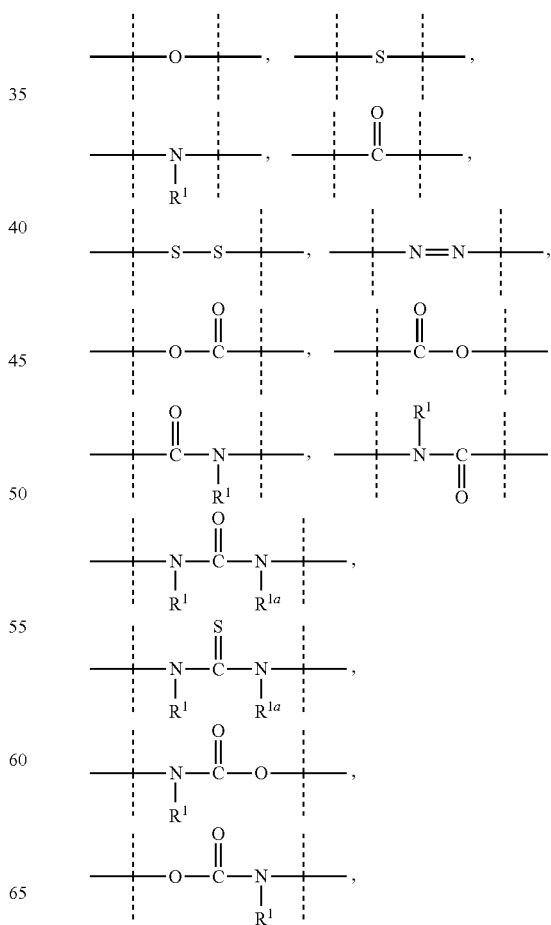 O , S ,
35
O
N , C ,
R¹
40
S S , N N ,
O O
45
O C , C O
O R¹
C N , N C
R¹ O
50
O
N C N ,
R¹ R¹ᵃ
55
S
N C N ,
R¹ R¹ᵃ
60
O
N C O ,
R¹
O
65
O C N ,
R¹